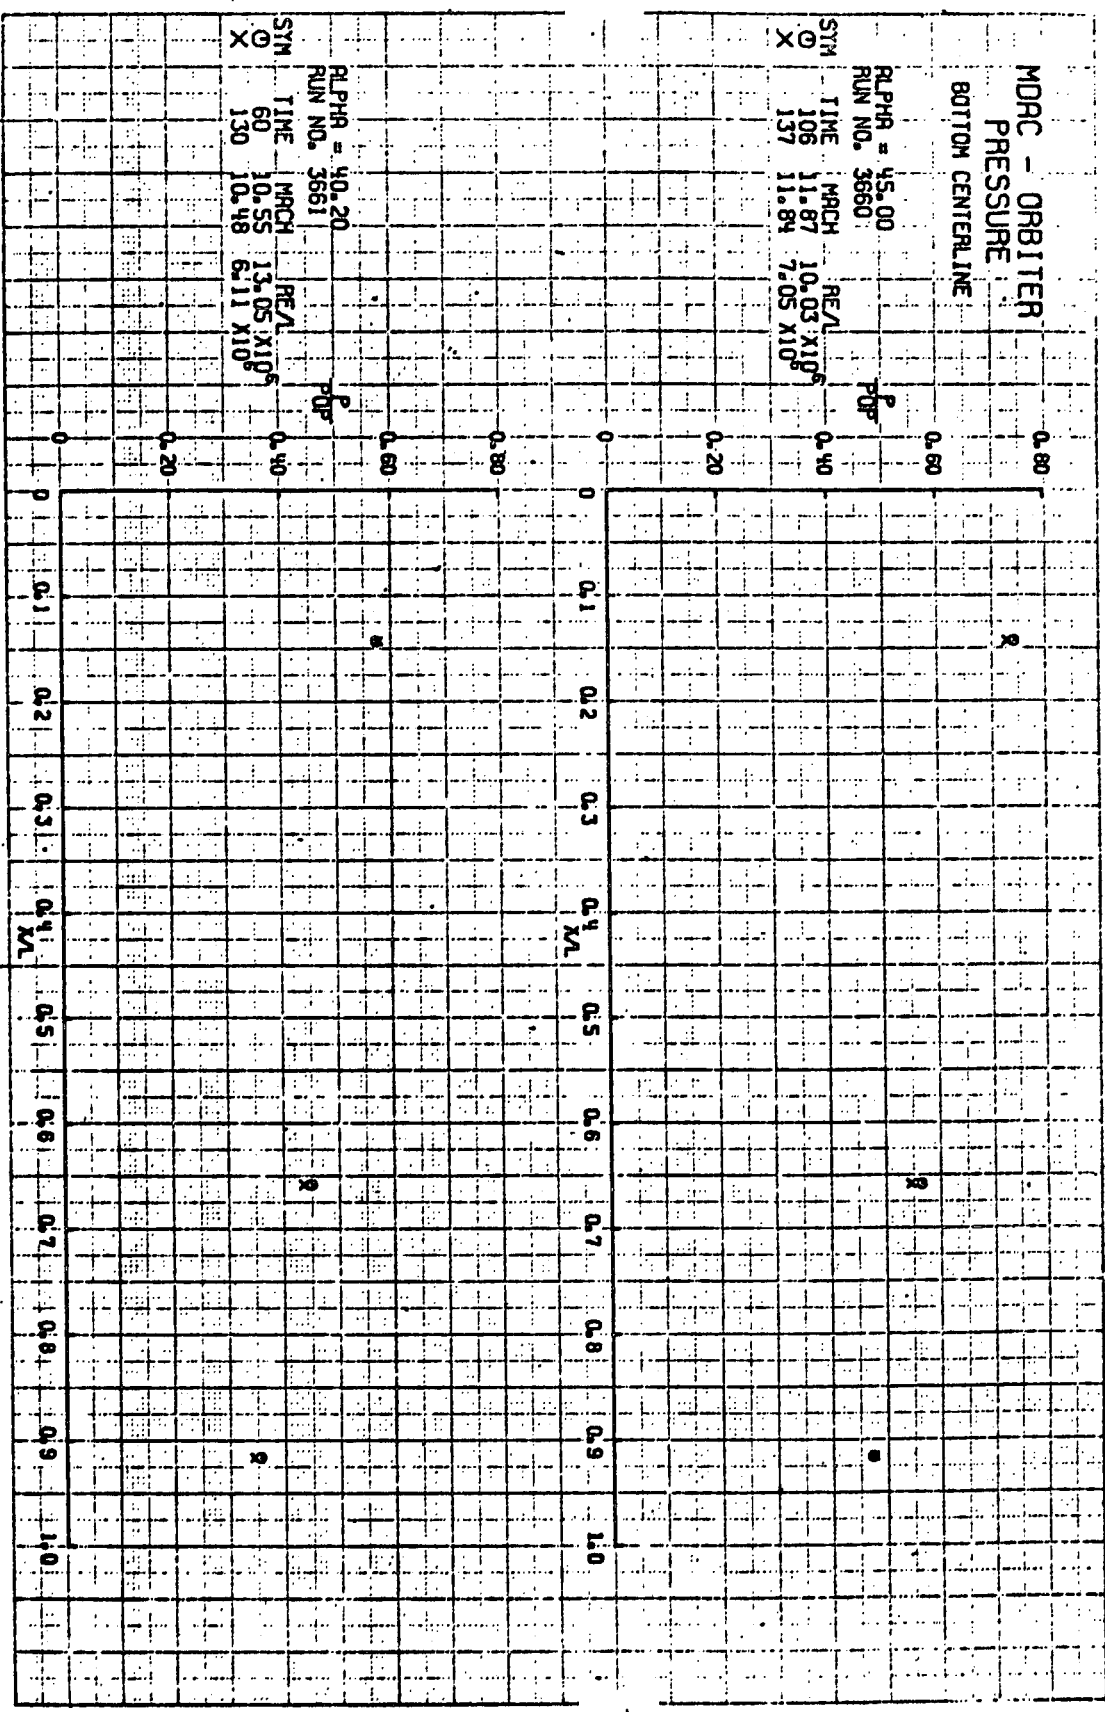 MDAC - ORBITER
PRESSURE
BOTTOM CENTERLINE
ALPHA = 45.00
RUN NO. 3660
SYM TIME MACH RE/L
⊙ 106 11.87 10.03 X10⁶
X 137 11.84 7.05 X10⁶
P
POP
0.80
0.60
0.40
0.20
0
0 0.1 0.2 0.3 0.4 0.5 0.6 0.7 0.8 0.9 1.0
X/L
ALPHA = 40.20
RUN NO. 3661
SYM TIME MACH RE/L
⊙ 60 10.55 13.05 X10⁶
X 130 10.48 6.11 X10⁶
P
POP
0.80
0.60
0.40
0.20
0
0 0.1 0.2 0.3 0.4 0.5 0.6 0.7 0.8 0.9 1.0
X/L